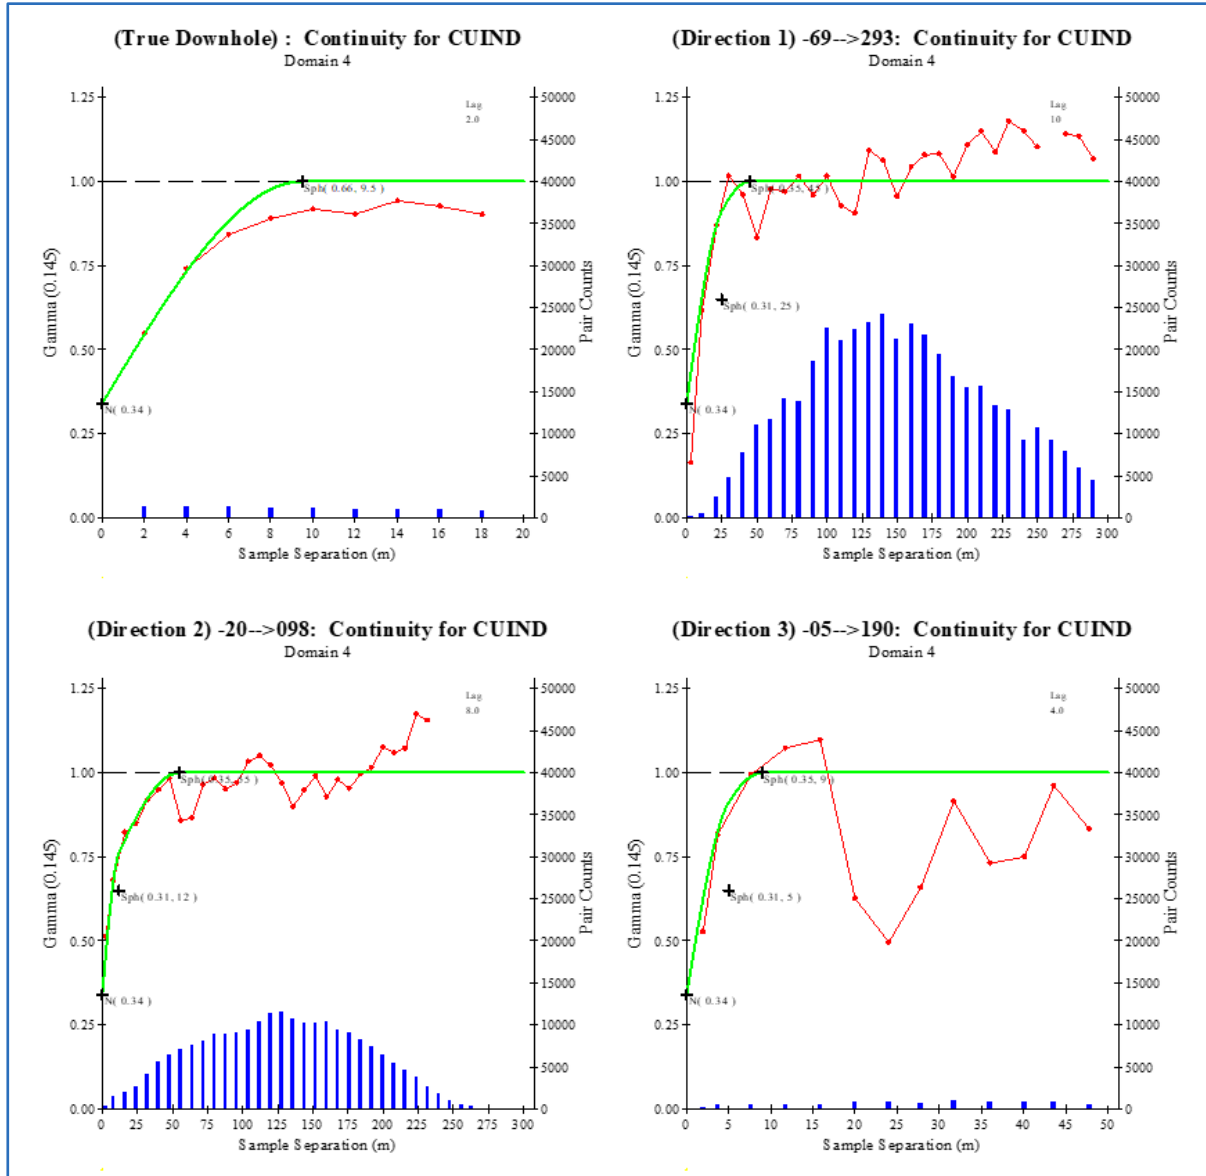 (True Downhole) : Continuity for CUIND
Domain 4
Lag
2.0
1.25
1.00
0.75
0.50
0.25
0.00
Gamma (0.145)
Sph( 0.66, 9.5 )
N( 0.34 )
50000
45000
40000
35000
30000
25000
20000
15000
10000
5000
0
Pair Counts
0 2 4 6 8 10 12 14 16 18 20
Sample Separation (m)
(Direction 1) -69-->293: Continuity for CUIND
Domain 4
Lag
10
1.25
1.00
0.75
0.50
0.25
0.00
Gamma (0.145)
Sph( 0.35, 45 )
Sph( 0.31, 25 )
N( 0.34 )
50000
45000
40000
35000
30000
25000
20000
15000
10000
5000
0
Pair Counts
0 25 50 75 100 125 150 175 200 225 250 275 300
Sample Separation (m)
(Direction 2) -20-->098: Continuity for CUIND
Domain 4
Lag
8.0
1.25
1.00
0.75
0.50
0.25
0.00
Gamma (0.145)
Sph( 0.35, 55 )
Sph( 0.31, 12 )
N( 0.34 )
50000
45000
40000
35000
30000
25000
20000
15000
10000
5000
0
Pair Counts
0 25 50 75 100 125 150 175 200 225 250 275 300
Sample Separation (m)
(Direction 3) -05-->190: Continuity for CUIND
Domain 4
Lag
4.0
1.25
1.00
0.75
0.50
0.25
0.00
Gamma (0.145)
Sph( 0.35, 9 )
Sph( 0.31, 5 )
N( 0.34 )
50000
45000
40000
35000
30000
25000
20000
15000
10000
5000
0
Pair Counts
0 5 10 15 20 25 30 35 40 45 50
Sample Separation (m)